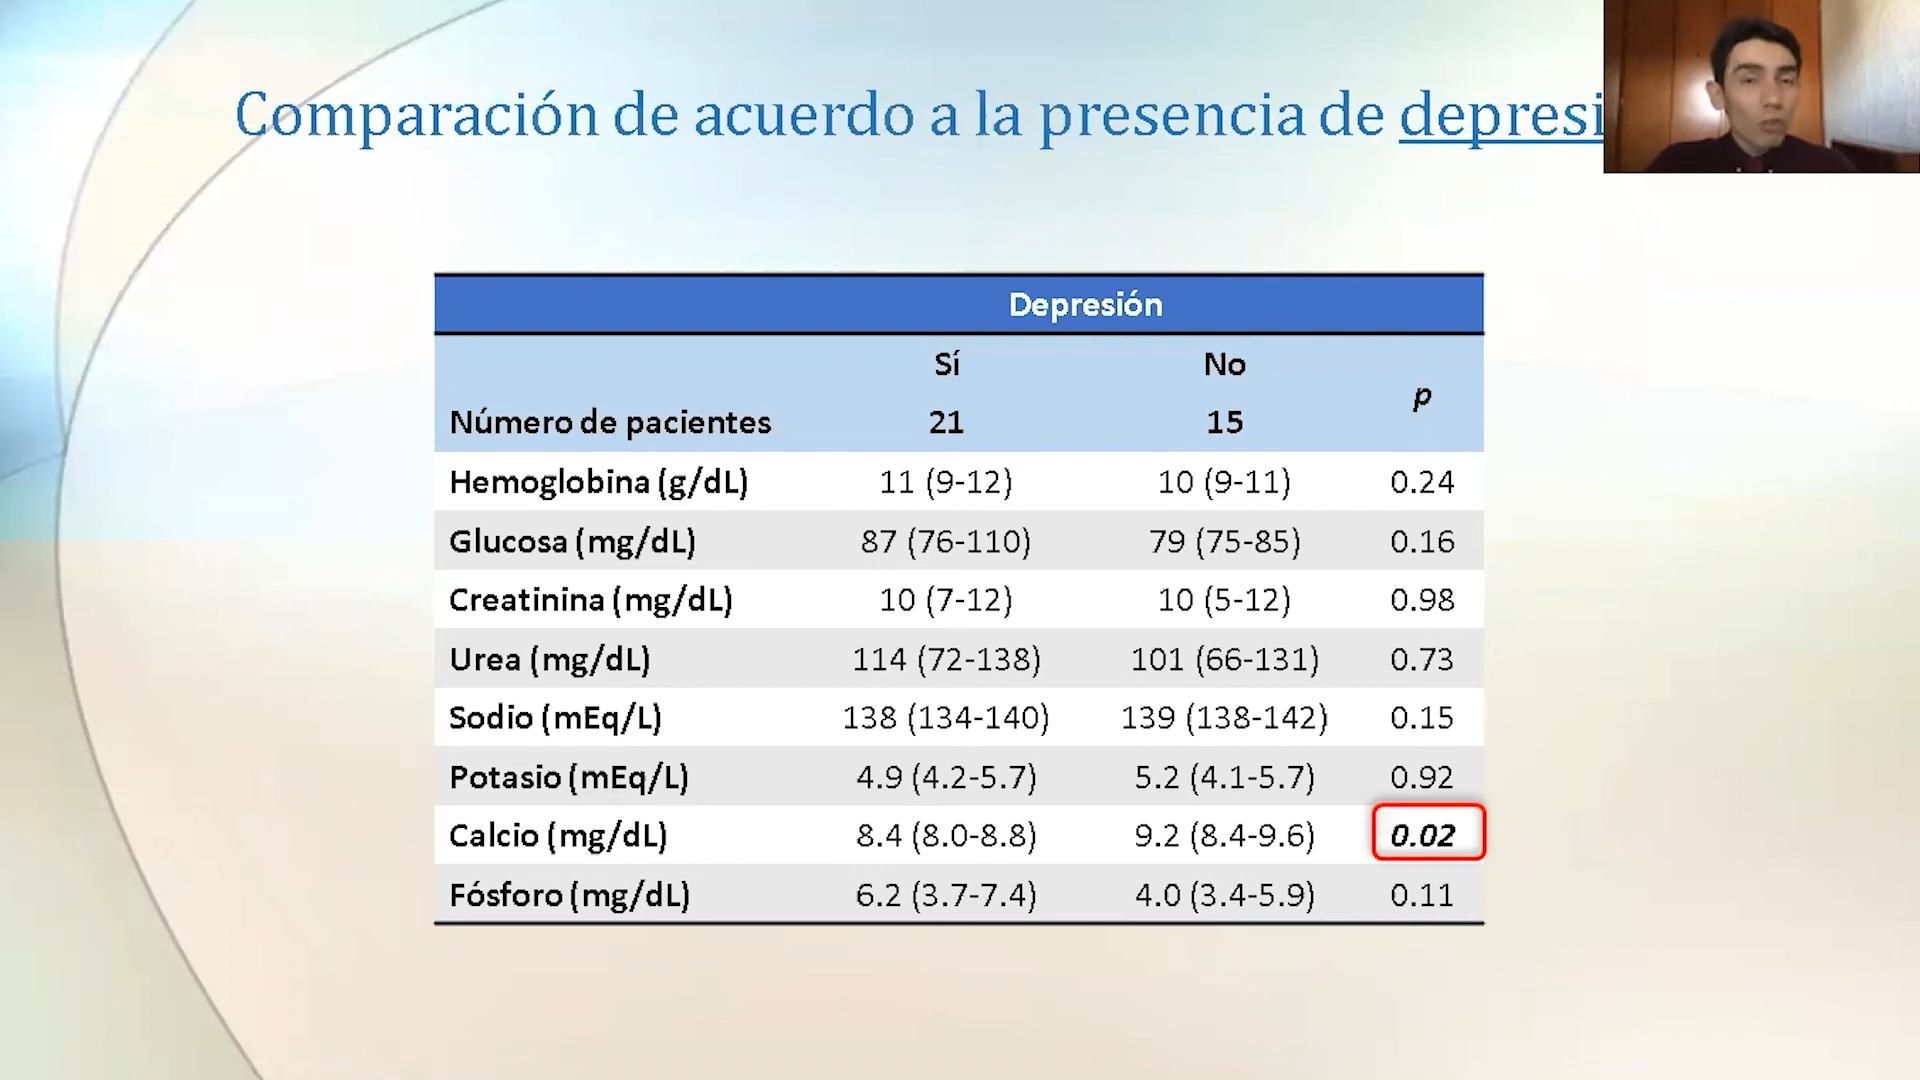 Comparación de acuerdo a la presencia de depresi
Depresión
Sí No
p
Número de pacientes 21 15
Hemoglobina (g/dL) 11 (9-12) 10 (9-11) 0.24
Glucosa (mg/dL) 87 (76-110) 79 (75-85) 0.16
Creatinina (mg/dL) 10 (7-12) 10 (5-12) 0.98
Urea (mg/dL) 114 (72-138) 101 (66-131) 0.73
Sodio (mEq/L) 138 (134-140) 139 (138-142) 0.15
Potasio (mEq/L) 4.9 (4.2-5.7) 5.2 (4.1-5.7) 0.92
Calcio (mg/dL) 8.4 (8.0-8.8) 9.2 (8.4-9.6) 0.02
Fósforo (mg/dL) 6.2 (3.7-7.4) 4.0 (3.4-5.9) 0.11